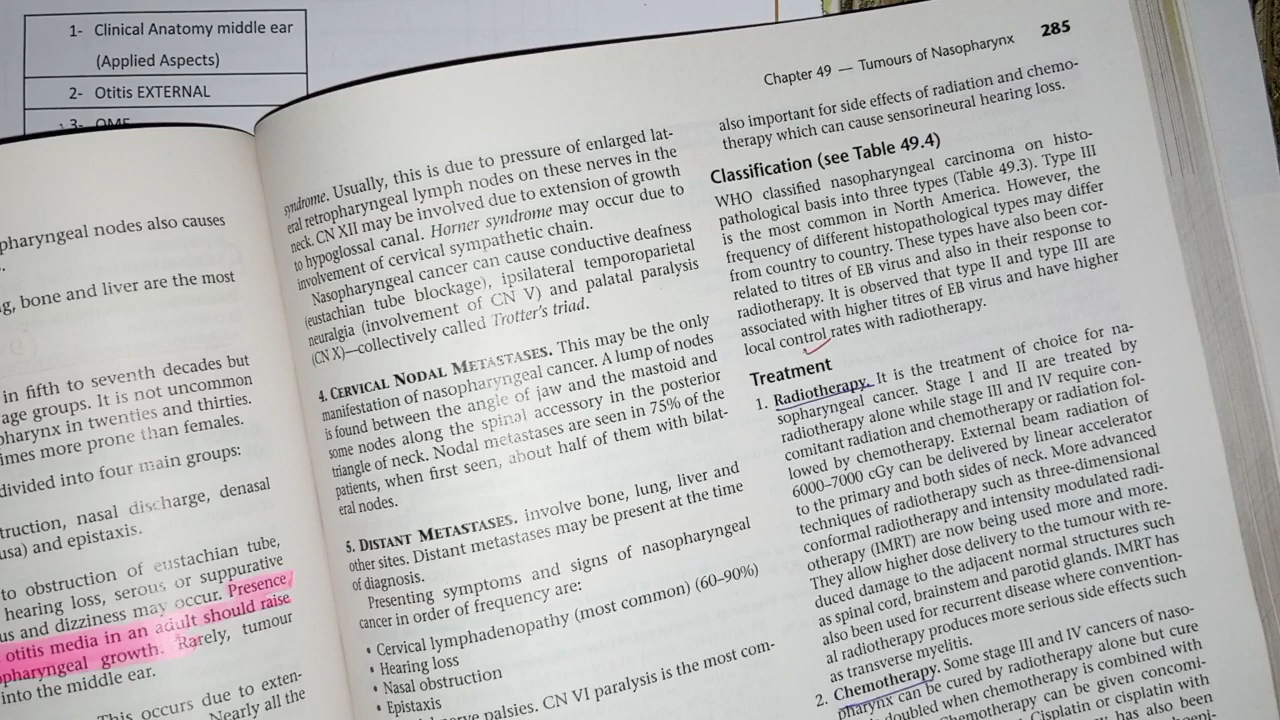 1- Clinical Anatomy middle ear
(Applied Aspects)
2- Otitis EXTERNAL
3- OME
pharyngeal nodes also causes
g, bone and liver are the most
in fifth to seventh decades but
age groups. It is not uncommon
pharynx in twenties and thirties.
imes more prone than females.
divided into four main groups:
truction, nasal discharge, denasal
usa) and epistaxis.
to obstruction of eustachian tube,
hearing loss, serous or suppurative
us and dizziness may occur. Presence
otitis media in an adult should raise
opharyngeal growth. Rarely, tumour
into the middle ear.
This occurs due to exten-
Nearly all the
syndrome. Usually, this is due to pressure of enlarged lat-
eral retropharyngeal lymph nodes on these nerves in the
neck. CN XII may be involved due to extension of growth
to hypoglossal canal. Horner syndrome may occur due to
involvement of cervical sympathetic chain.
Nasopharyngeal cancer can cause conductive deafness
(eustachian tube blockage), ipsilateral temporoparietal
neuralgia (involvement of CN V) and palatal paralysis
(CN X)—collectively called Trotter's triad.
4. CERVICAL NODAL METASTASES. This may be the only
manifestation of nasopharyngeal cancer. A lump of nodes
is found between the angle of jaw and the mastoid and
some nodes along the spinal accessory in the posterior
triangle of neck. Nodal metastases are seen in 75% of the
patients, when first seen, about half of them with bilat-
eral nodes.
5. DISTANT METASTASES. involve bone, lung, liver and
other sites. Distant metastases may be present at the time
of diagnosis.
Presenting symptoms and signs of nasopharyngeal
cancer in order of frequency are:
• Cervical lymphadenopathy (most common) (60–90%)
• Hearing loss
• Nasal obstruction
• Epistaxis
nerve palsies. CN VI paralysis is the most com-
Chapter 49 — Tumours of Nasopharynx 285
also important for side effects of radiation and chemo-
therapy which can cause sensorineural hearing loss.
Classification (see Table 49.4)
WHO classified nasopharyngeal carcinoma on histo-
pathological basis into three types (Table 49.3). Type III
is the most common in North America. However, the
frequency of different histopathological types may differ
from country to country. These types have also been cor-
related to titres of EB virus and also in their response to
radiotherapy. It is observed that type II and type III are
associated with higher titres of EB virus and have higher
local control rates with radiotherapy.
Treatment
1. Radiotherapy. It is the treatment of choice for na-
sopharyngeal cancer. Stage I and II are treated by
radiotherapy alone while stage III and IV require con-
comitant radiation and chemotherapy or radiation fol-
lowed by chemotherapy. External beam radiation of
6000–7000 cGy can be delivered by linear accelerator
to the primary and both sides of neck. More advanced
techniques of radiotherapy such as three-dimensional
conformal radiotherapy and intensity modulated radi-
otherapy (IMRT) are now being used more and more.
They allow higher dose delivery to the tumour with re-
duced damage to the adjacent normal structures such
as spinal cord, brainstem and parotid glands. IMRT has
also been used for recurrent disease where convention-
al radiotherapy produces more serious side effects such
as transverse myelitis.
2. Chemotherapy. Some stage III and IV cancers of naso-
pharynx can be cured by radiotherapy alone but cure
doubled when chemotherapy is combined with
Chemotherapy can be given concomi-
Cisplatin or cisplatin with
has also been